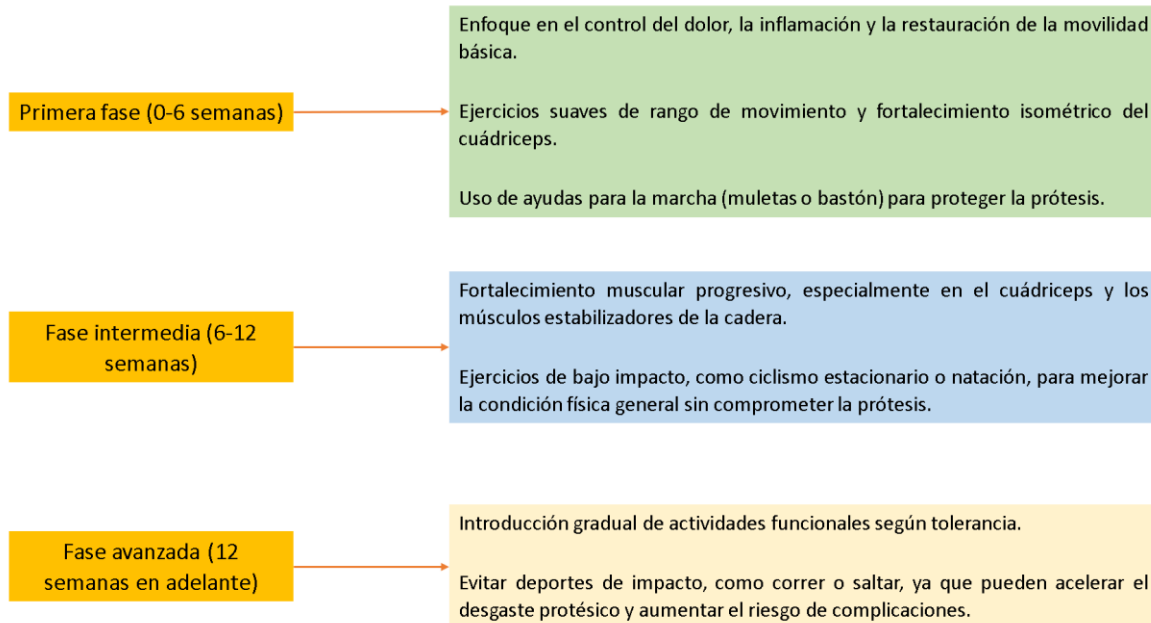 Primera fase (0-6 semanas)
Enfoque en el control del dolor, la inflamación y la restauración de la movilidad
básica.
Ejercicios suaves de rango de movimiento y fortalecimiento isométrico del
cuádriceps.
Uso de ayudas para la marcha (muletas o bastón) para proteger la prótesis.
Fase intermedia (6-12
semanas)
Fortalecimiento muscular progresivo, especialmente en el cuádriceps y los
músculos estabilizadores de la cadera.
Ejercicios de bajo impacto, como ciclismo estacionario o natación, para mejorar
la condición física general sin comprometer la prótesis.
Fase avanzada (12
semanas en adelante)
Introducción gradual de actividades funcionales según tolerancia.
Evitar deportes de impacto, como correr o saltar, ya que pueden acelerar el
desgaste protésico y aumentar el riesgo de complicaciones.